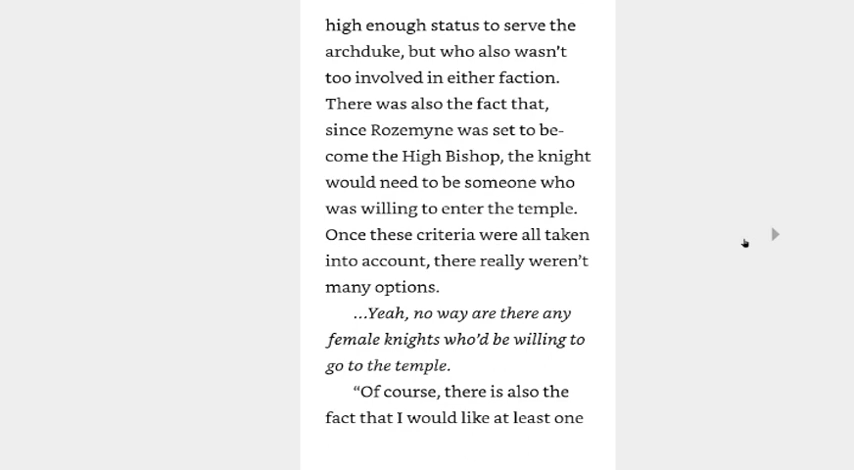 high enough status to serve the
archduke, but who also wasn’t
too involved in either faction.
There was also the fact that,
since Rozemyne was set to be-
come the High Bishop, the knight
would need to be someone who
was willing to enter the temple.
Once these criteria were all taken
into account, there really weren’t
many options.
...Yeah, no way are there any
female knights who’d be willing to
go to the temple.
“Of course, there is also the
fact that I would like at least one